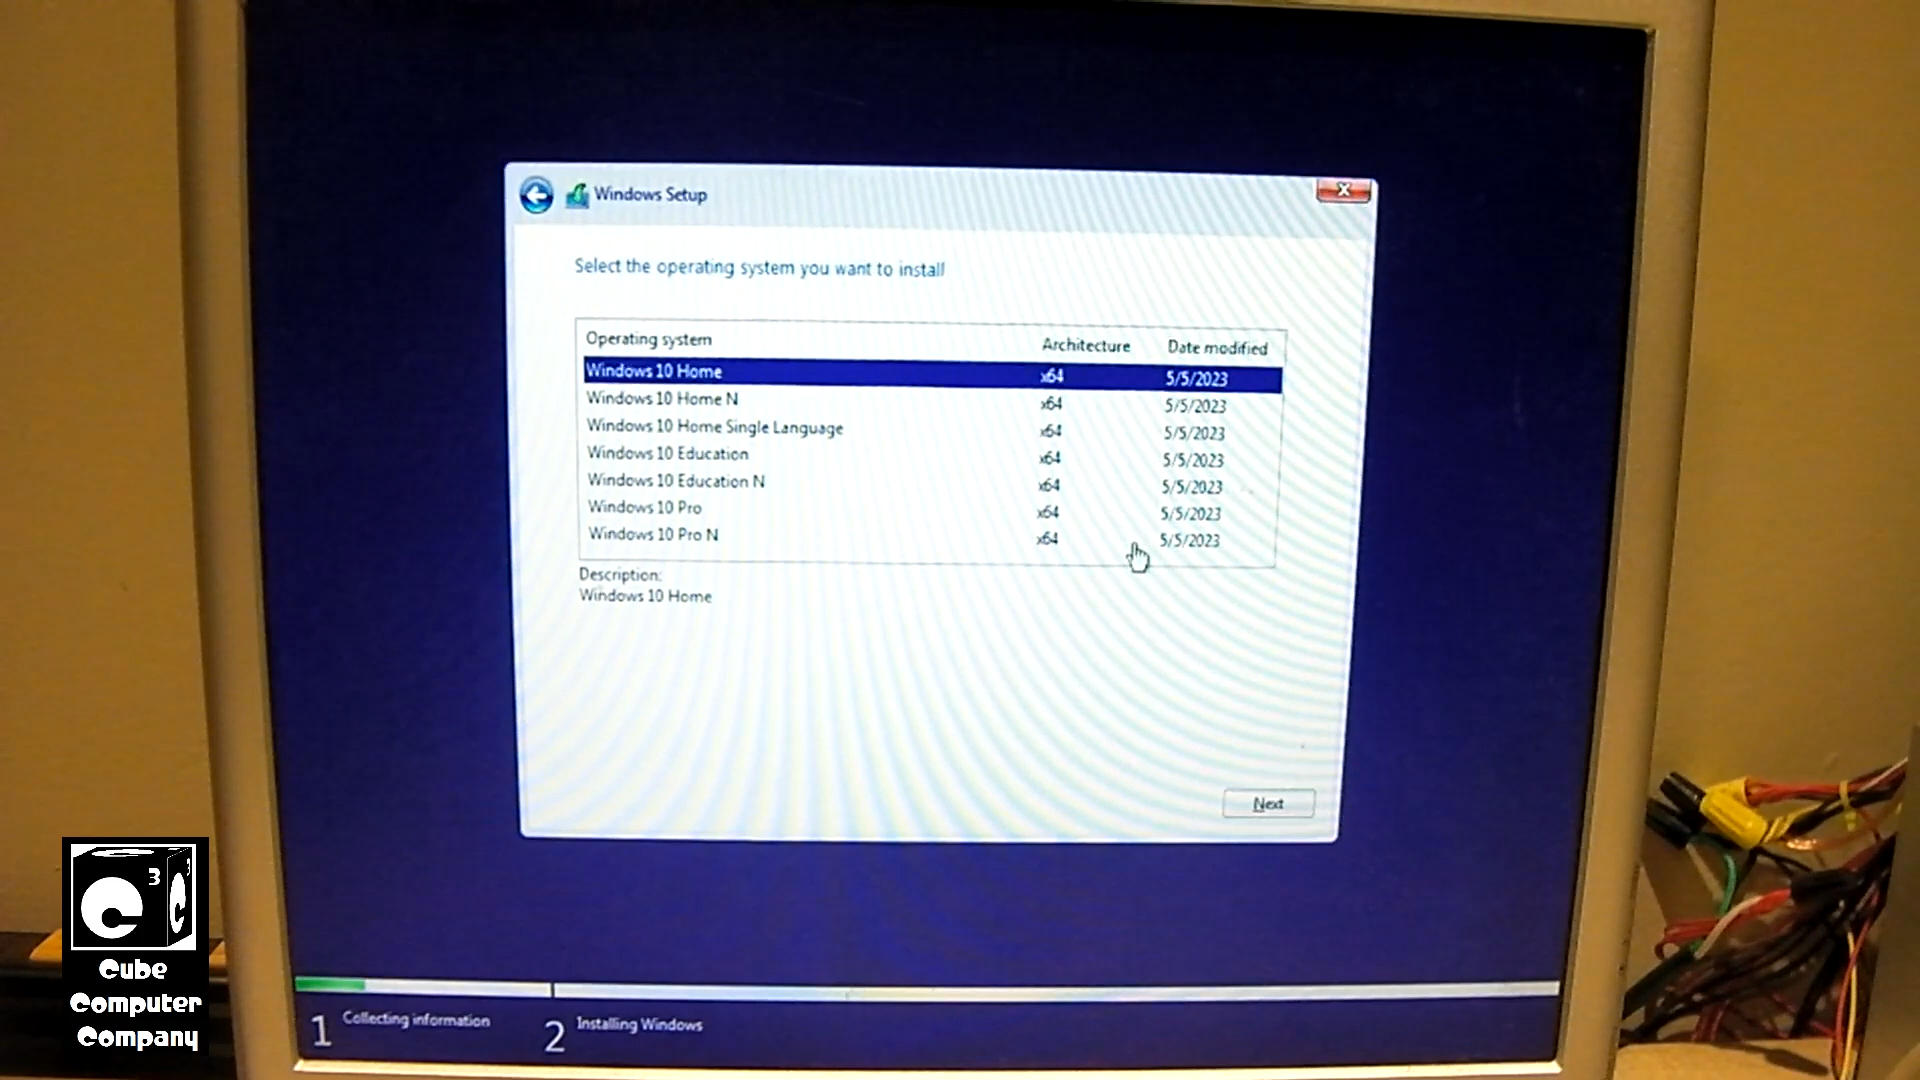 Windows Setup
X
Select the operating system you want to install
Operating system Architecture Date modified
Windows 10 Home x64 5/5/2023
Windows 10 Home N x64 5/5/2023
Windows 10 Home Single Language x64 5/5/2023
Windows 10 Education x64 5/5/2023
Windows 10 Education N x64 5/5/2023
Windows 10 Pro x64 5/5/2023
Windows 10 Pro N x64 5/5/2023
Description:
Windows 10 Home
Next
1 Collecting information 2 Installing Windows
C 3 C 3
Cube
Computer
Company